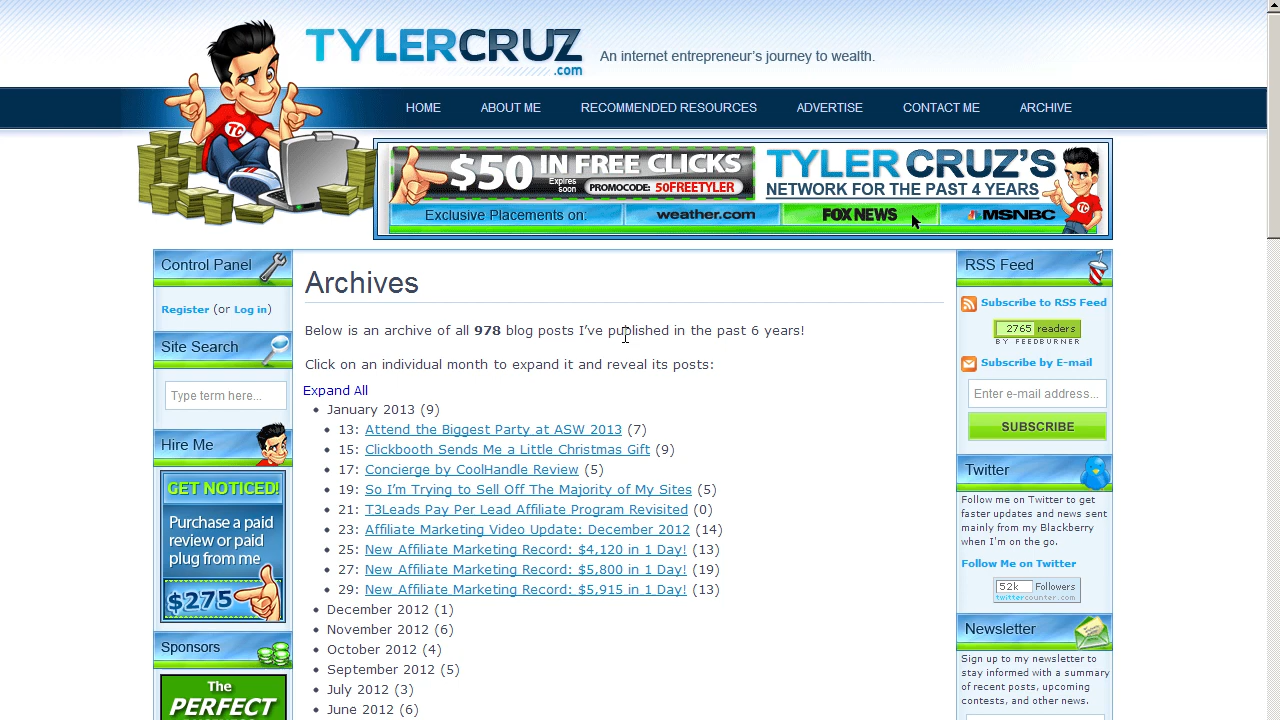 TYLERCRUZ
.com
An internet entrepreneur's journey to wealth.
HOME
ABOUT ME
RECOMMENDED RESOURCES
ADVERTISE
CONTACT ME
ARCHIVE
TC
$50 IN FREE CLICKS
Expires soon
PROMOCODE: 50FREETYLER
TYLER CRUZ'S
NETWORK FOR THE PAST 4 YEARS
Exclusive Placements on:
weather.com
FOX NEWS
MSNBC
TC
Control Panel
Register (or Log in)
Site Search
Type term here...
Hire Me
GET NOTICED!
Purchase a paid
review or paid
plug from me
$275
Sponsors
The
PERFECT
Archives
Below is an archive of all 978 blog posts I've published in the past 6 years!
Click on an individual month to expand it and reveal its posts:
Expand All
• January 2013 (9)
• 13: Attend the Biggest Party at ASW 2013 (7)
• 15: Clickbooth Sends Me a Little Christmas Gift (9)
• 17: Concierge by CoolHandle Review (5)
• 19: So I'm Trying to Sell Off The Majority of My Sites (5)
• 21: T3Leads Pay Per Lead Affiliate Program Revisited (0)
• 23: Affiliate Marketing Video Update: December 2012 (14)
• 25: New Affiliate Marketing Record: $4,120 in 1 Day! (13)
• 27: New Affiliate Marketing Record: $5,800 in 1 Day! (19)
• 29: New Affiliate Marketing Record: $5,915 in 1 Day! (13)
• December 2012 (1)
• November 2012 (6)
• October 2012 (4)
• September 2012 (5)
• July 2012 (3)
• June 2012 (6)
RSS Feed
Subscribe to RSS Feed
2765 readers
BY FEEDBURNER
Subscribe by E-mail
Enter e-mail address...
SUBSCRIBE
Twitter
Follow me on Twitter to get
faster updates and news sent
mainly from my Blackberry
when I'm on the go.
Follow Me on Twitter
52k Followers
twittercounter.com
Newsletter
Sign up to my newsletter to
stay informed with a summary
of recent posts, upcoming
contests, and other news.